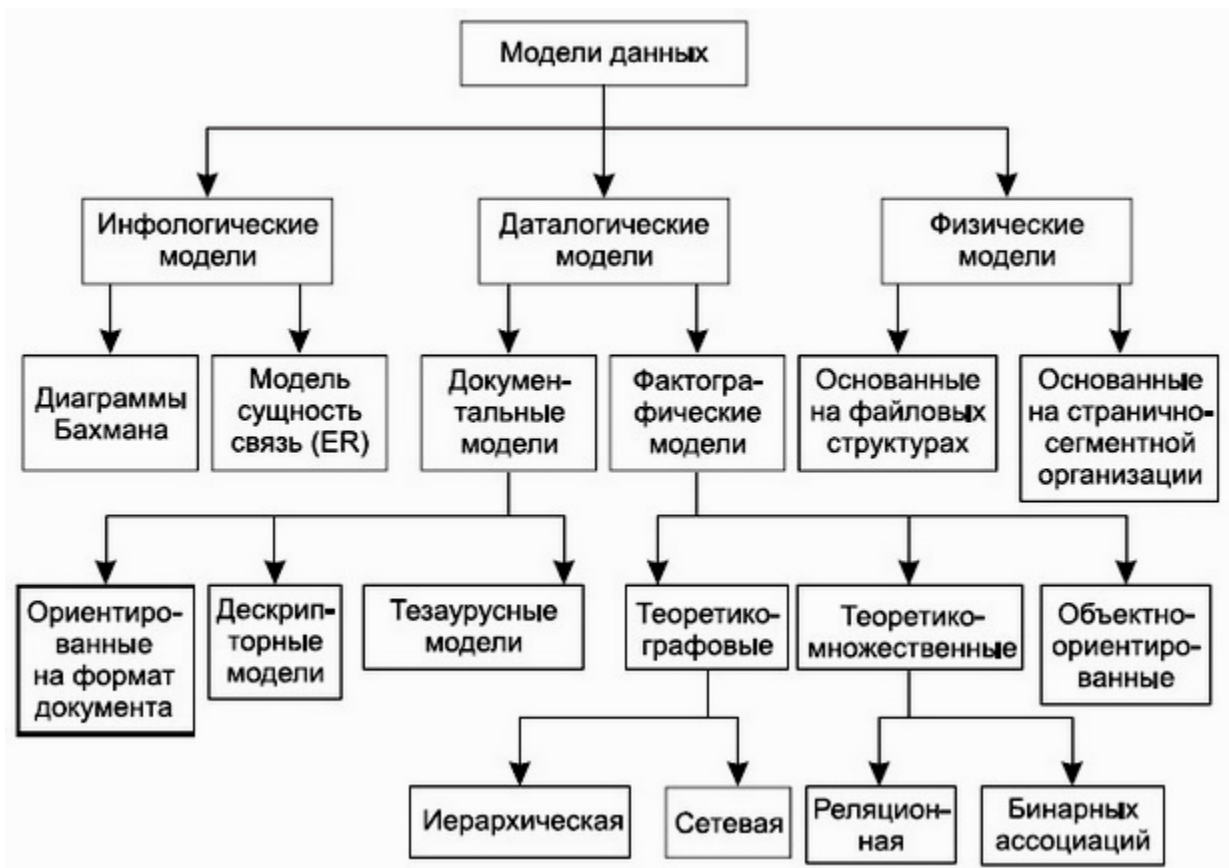 Модели данных
Инфологические
модели
Даталогические
модели
Физические
модели
Диаграммы
Бахмана
Модель
сущность
связь (ER)
Докумен-
тальные
модели
Фактогра-
фические
модели
Основанные
на файловых
структурах
Основанные
на странично-
сегментной
организации
Ориентиро-
ванные
на формат
документа
Дескрип-
торные
модели
Тезаурусные
модели
Теоретико-
графовые
Теоретико-
множественные
Объектно-
ориентиро-
ванные
Иерархическая
Сетевая
Реляцион-
ная
Бинарных
ассоциаций